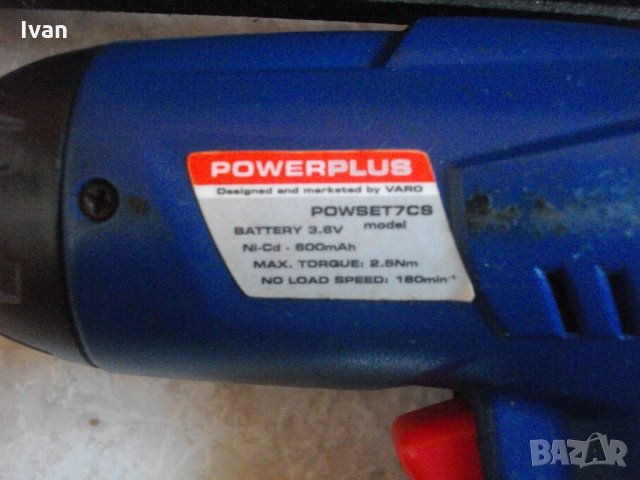 Ivan
POWERPLUS
Designed and marketed by VARO
POWSET7CS
model
BATTERY 3.6V
Ni-Cd - 600mAh
MAX. TORQUE: 2.5Nm
NO LOAD SPEED: 180min⁻¹
BAZAR